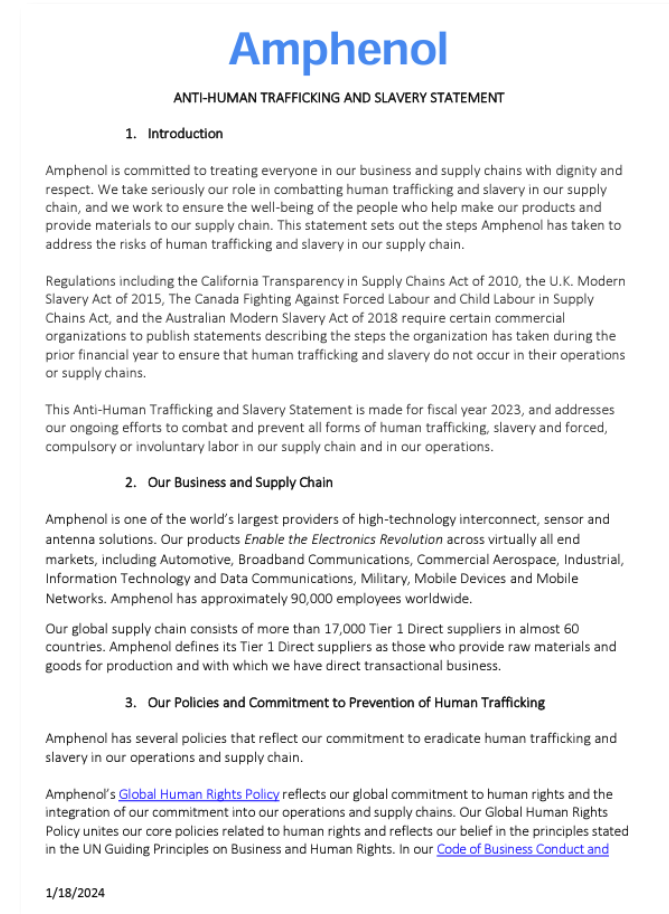 Amphenol
ANTI-HUMAN TRAFFICKING AND SLAVERY STATEMENT
1. Introduction
Amphenol is committed to treating everyone in our business and supply chains with dignity and
respect. We take seriously our role in combatting human trafficking and slavery in our supply
chain, and we work to ensure the well-being of the people who help make our products and
provide materials to our supply chain. This statement sets out the steps Amphenol has taken to
address the risks of human trafficking and slavery in our supply chain.
Regulations including the California Transparency in Supply Chains Act of 2010, the U.K. Modern
Slavery Act of 2015, The Canada Fighting Against Forced Labour and Child Labour in Supply
Chains Act, and the Australian Modern Slavery Act of 2018 require certain commercial
organizations to publish statements describing the steps the organization has taken during the
prior financial year to ensure that human trafficking and slavery do not occur in their operations
or supply chains.
This Anti-Human Trafficking and Slavery Statement is made for fiscal year 2023, and addresses
our ongoing efforts to combat and prevent all forms of human trafficking, slavery and forced,
compulsory or involuntary labor in our supply chain and in our operations.
2. Our Business and Supply Chain
Amphenol is one of the world's largest providers of high-technology interconnect, sensor and
antenna solutions. Our products Enable the Electronics Revolution across virtually all end
markets, including Automotive, Broadband Communications, Commercial Aerospace, Industrial,
Information Technology and Data Communications, Military, Mobile Devices and Mobile
Networks. Amphenol has approximately 90,000 employees worldwide.
Our global supply chain consists of more than 17,000 Tier 1 Direct suppliers in almost 60
countries. Amphenol defines its Tier 1 Direct suppliers as those who provide raw materials and
goods for production and with which we have direct transactional business.
3. Our Policies and Commitment to Prevention of Human Trafficking
Amphenol has several policies that reflect our commitment to eradicate human trafficking and
slavery in our operations and supply chain.
Amphenol's Global Human Rights Policy reflects our global commitment to human rights and the
integration of our commitment into our operations and supply chains. Our Global Human Rights
Policy unites our core policies related to human rights and reflects our belief in the principles stated
in the UN Guiding Principles on Business and Human Rights. In our Code of Business Conduct and
1/18/2024